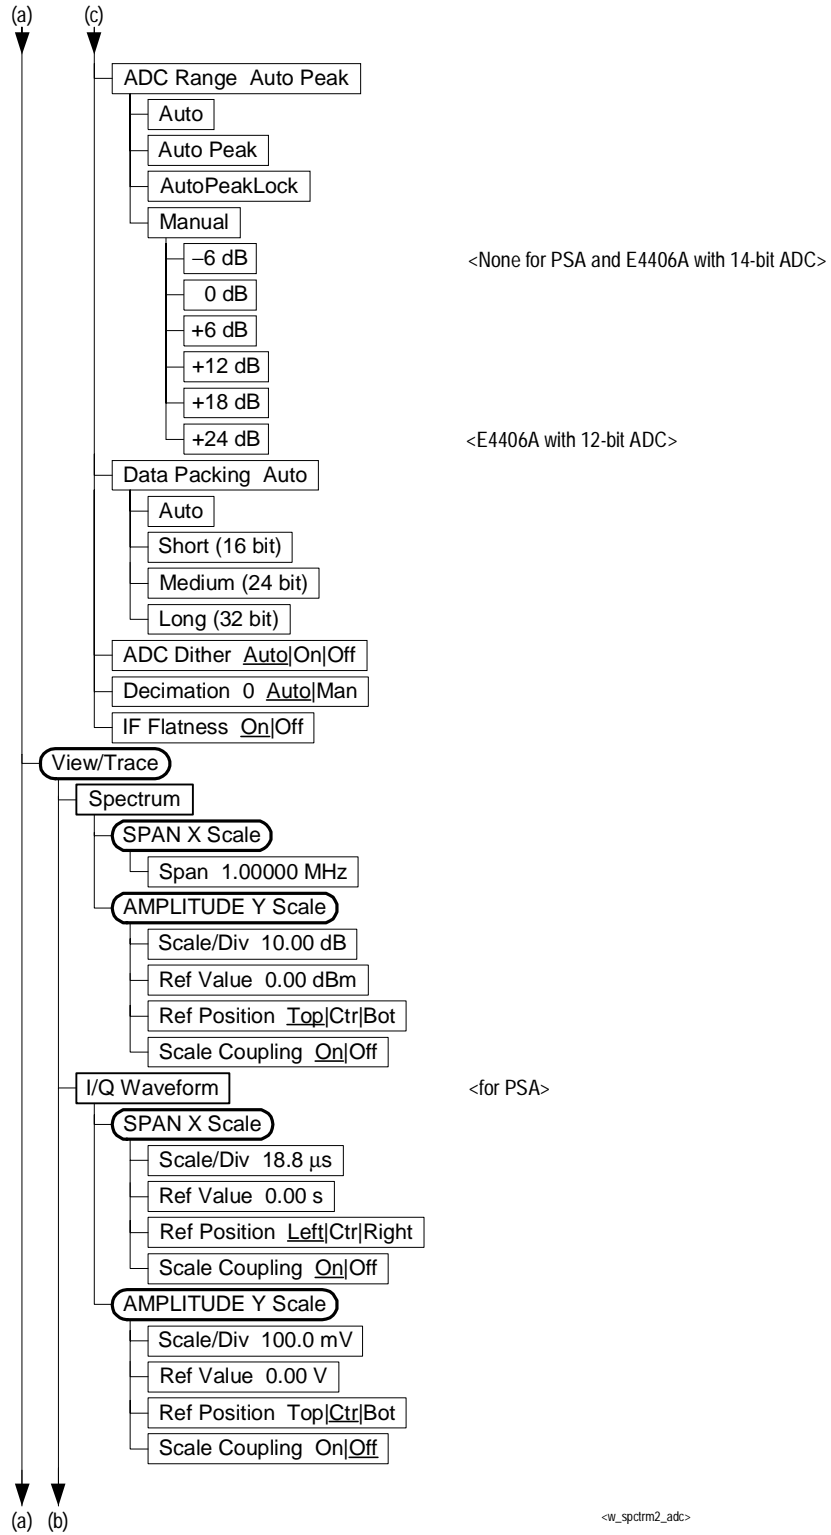 (a) (c)
ADC Range Auto Peak
Auto
Auto Peak
AutoPeakLock
Manual
–6 dB <None for PSA and E4406A with 14-bit ADC>
0 dB
+6 dB
+12 dB
+18 dB
+24 dB <E4406A with 12-bit ADC>
Data Packing Auto
Auto
Short (16 bit)
Medium (24 bit)
Long (32 bit)
ADC Dither Auto|On|Off
Decimation 0 Auto|Man
IF Flatness On|Off
View/Trace
Spectrum
SPAN X Scale
Span 1.00000 MHz
AMPLITUDE Y Scale
Scale/Div 10.00 dB
Ref Value 0.00 dBm
Ref Position Top|Ctr|Bot
Scale Coupling On|Off
I/Q Waveform <for PSA>
SPAN X Scale
Scale/Div 18.8 μs
Ref Value 0.00 s
Ref Position Left|Ctr|Right
Scale Coupling On|Off
AMPLITUDE Y Scale
Scale/Div 100.0 mV
Ref Value 0.00 V
Ref Position Top|Ctr|Bot
Scale Coupling On|Off
(a) (b) <w_spctrm2_adc>